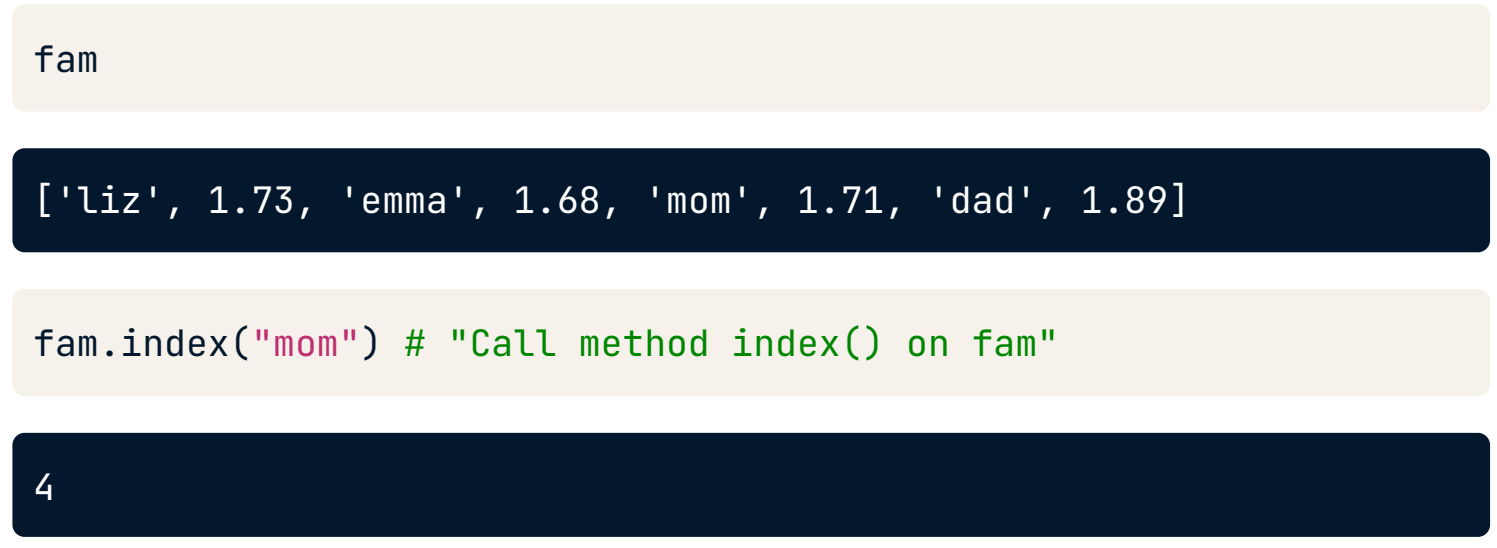 fam
['liz', 1.73, 'emma', 1.68, 'mom', 1.71, 'dad', 1.89]
fam.index("mom") # "Call method index() on fam"
4